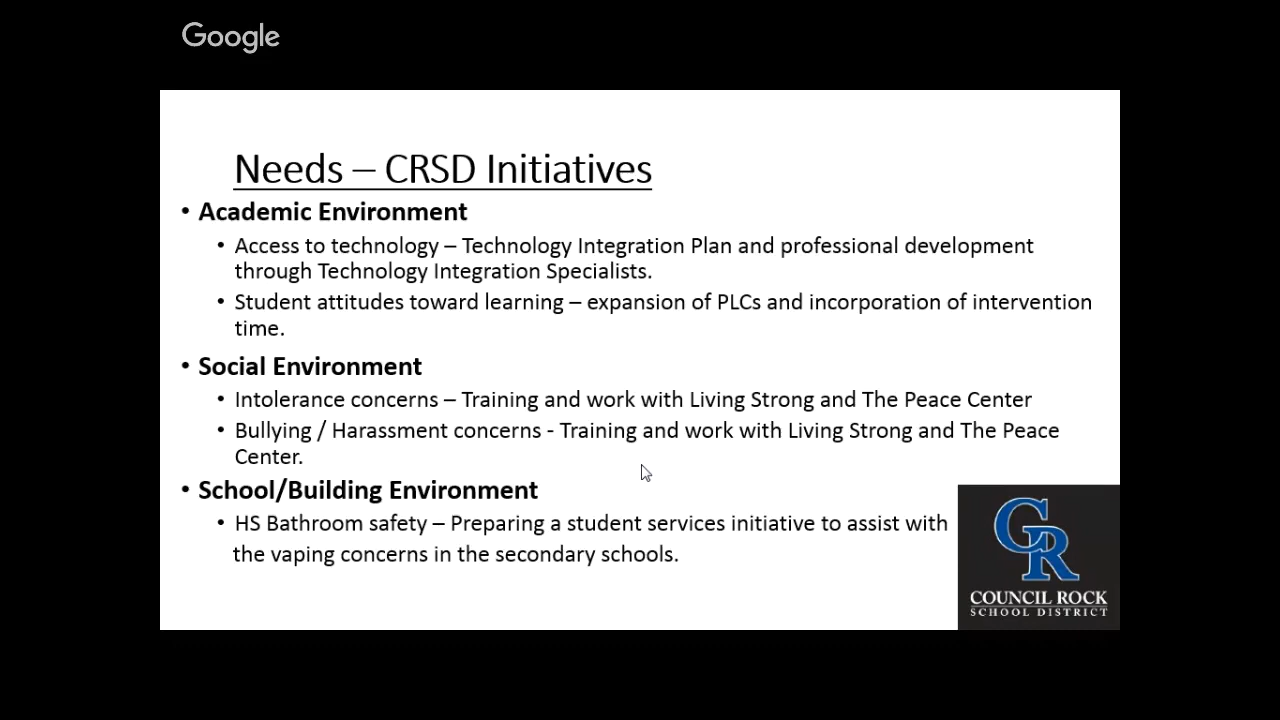 Google
Needs – CRSD Initiatives
• Academic Environment
• Access to technology – Technology Integration Plan and professional development
through Technology Integration Specialists.
• Student attitudes toward learning – expansion of PLCs and incorporation of intervention
time.
• Social Environment
• Intolerance concerns – Training and work with Living Strong and The Peace Center
• Bullying / Harassment concerns - Training and work with Living Strong and The Peace
Center.
• School/Building Environment
• HS Bathroom safety – Preparing a student services initiative to assist with
the vaping concerns in the secondary schools.
CR
COUNCIL ROCK
SCHOOL DISTRICT